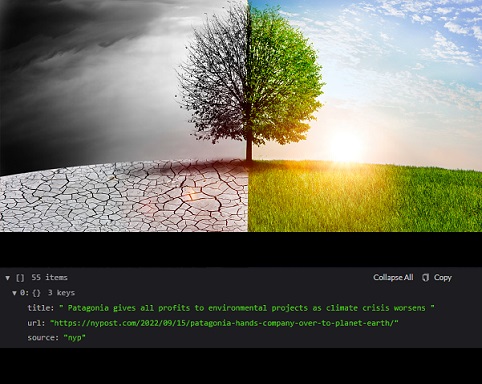 [] 55 items Collapse All Copy
0: {} 3 keys
title: " Patagonia gives all profits to environmental projects as climate crisis worsens "
url: "https://nypost.com/2022/09/15/patagonia-hands-company-over-to-planet-earth/"
source: "nyp"